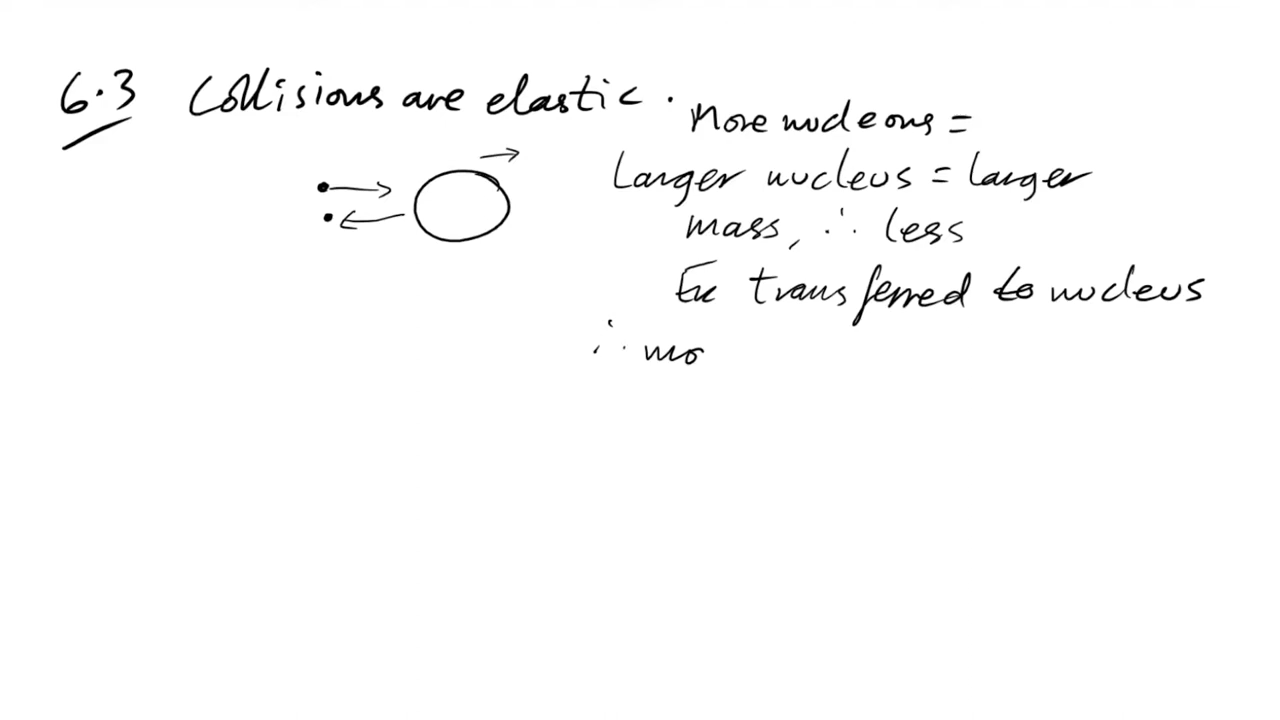 6.3 Collisions are elastic.
More nucleons =
Larger nucleus = larger
mass, ∴ less
Ek transferred to nucleus
∴ mo